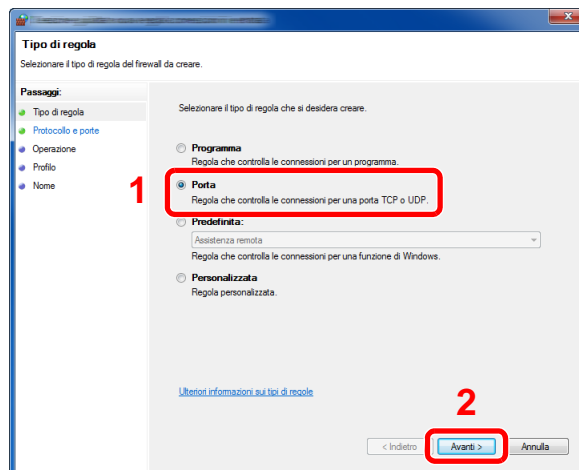 Tipo di regola
Selezionare il tipo di regola del firewall da creare.
Passaggi:
Tipo di regola
Protocollo e porte
Operazione
Profilo
Nome
Selezionare il tipo di regola che si desidera creare.
Programma
Regola che controlla le connessioni per un programma.
1
Porta
Regola che controlla le connessioni per una porta TCP o UDP.
Predefinita:
Assistenza remota
Regola che controlla le connessioni per una funzione di Windows.
Personalizzata
Regola personalizzata.
Ulteriori informazioni sui tipi di regole
2
< Indietro
Avanti >
Annulla